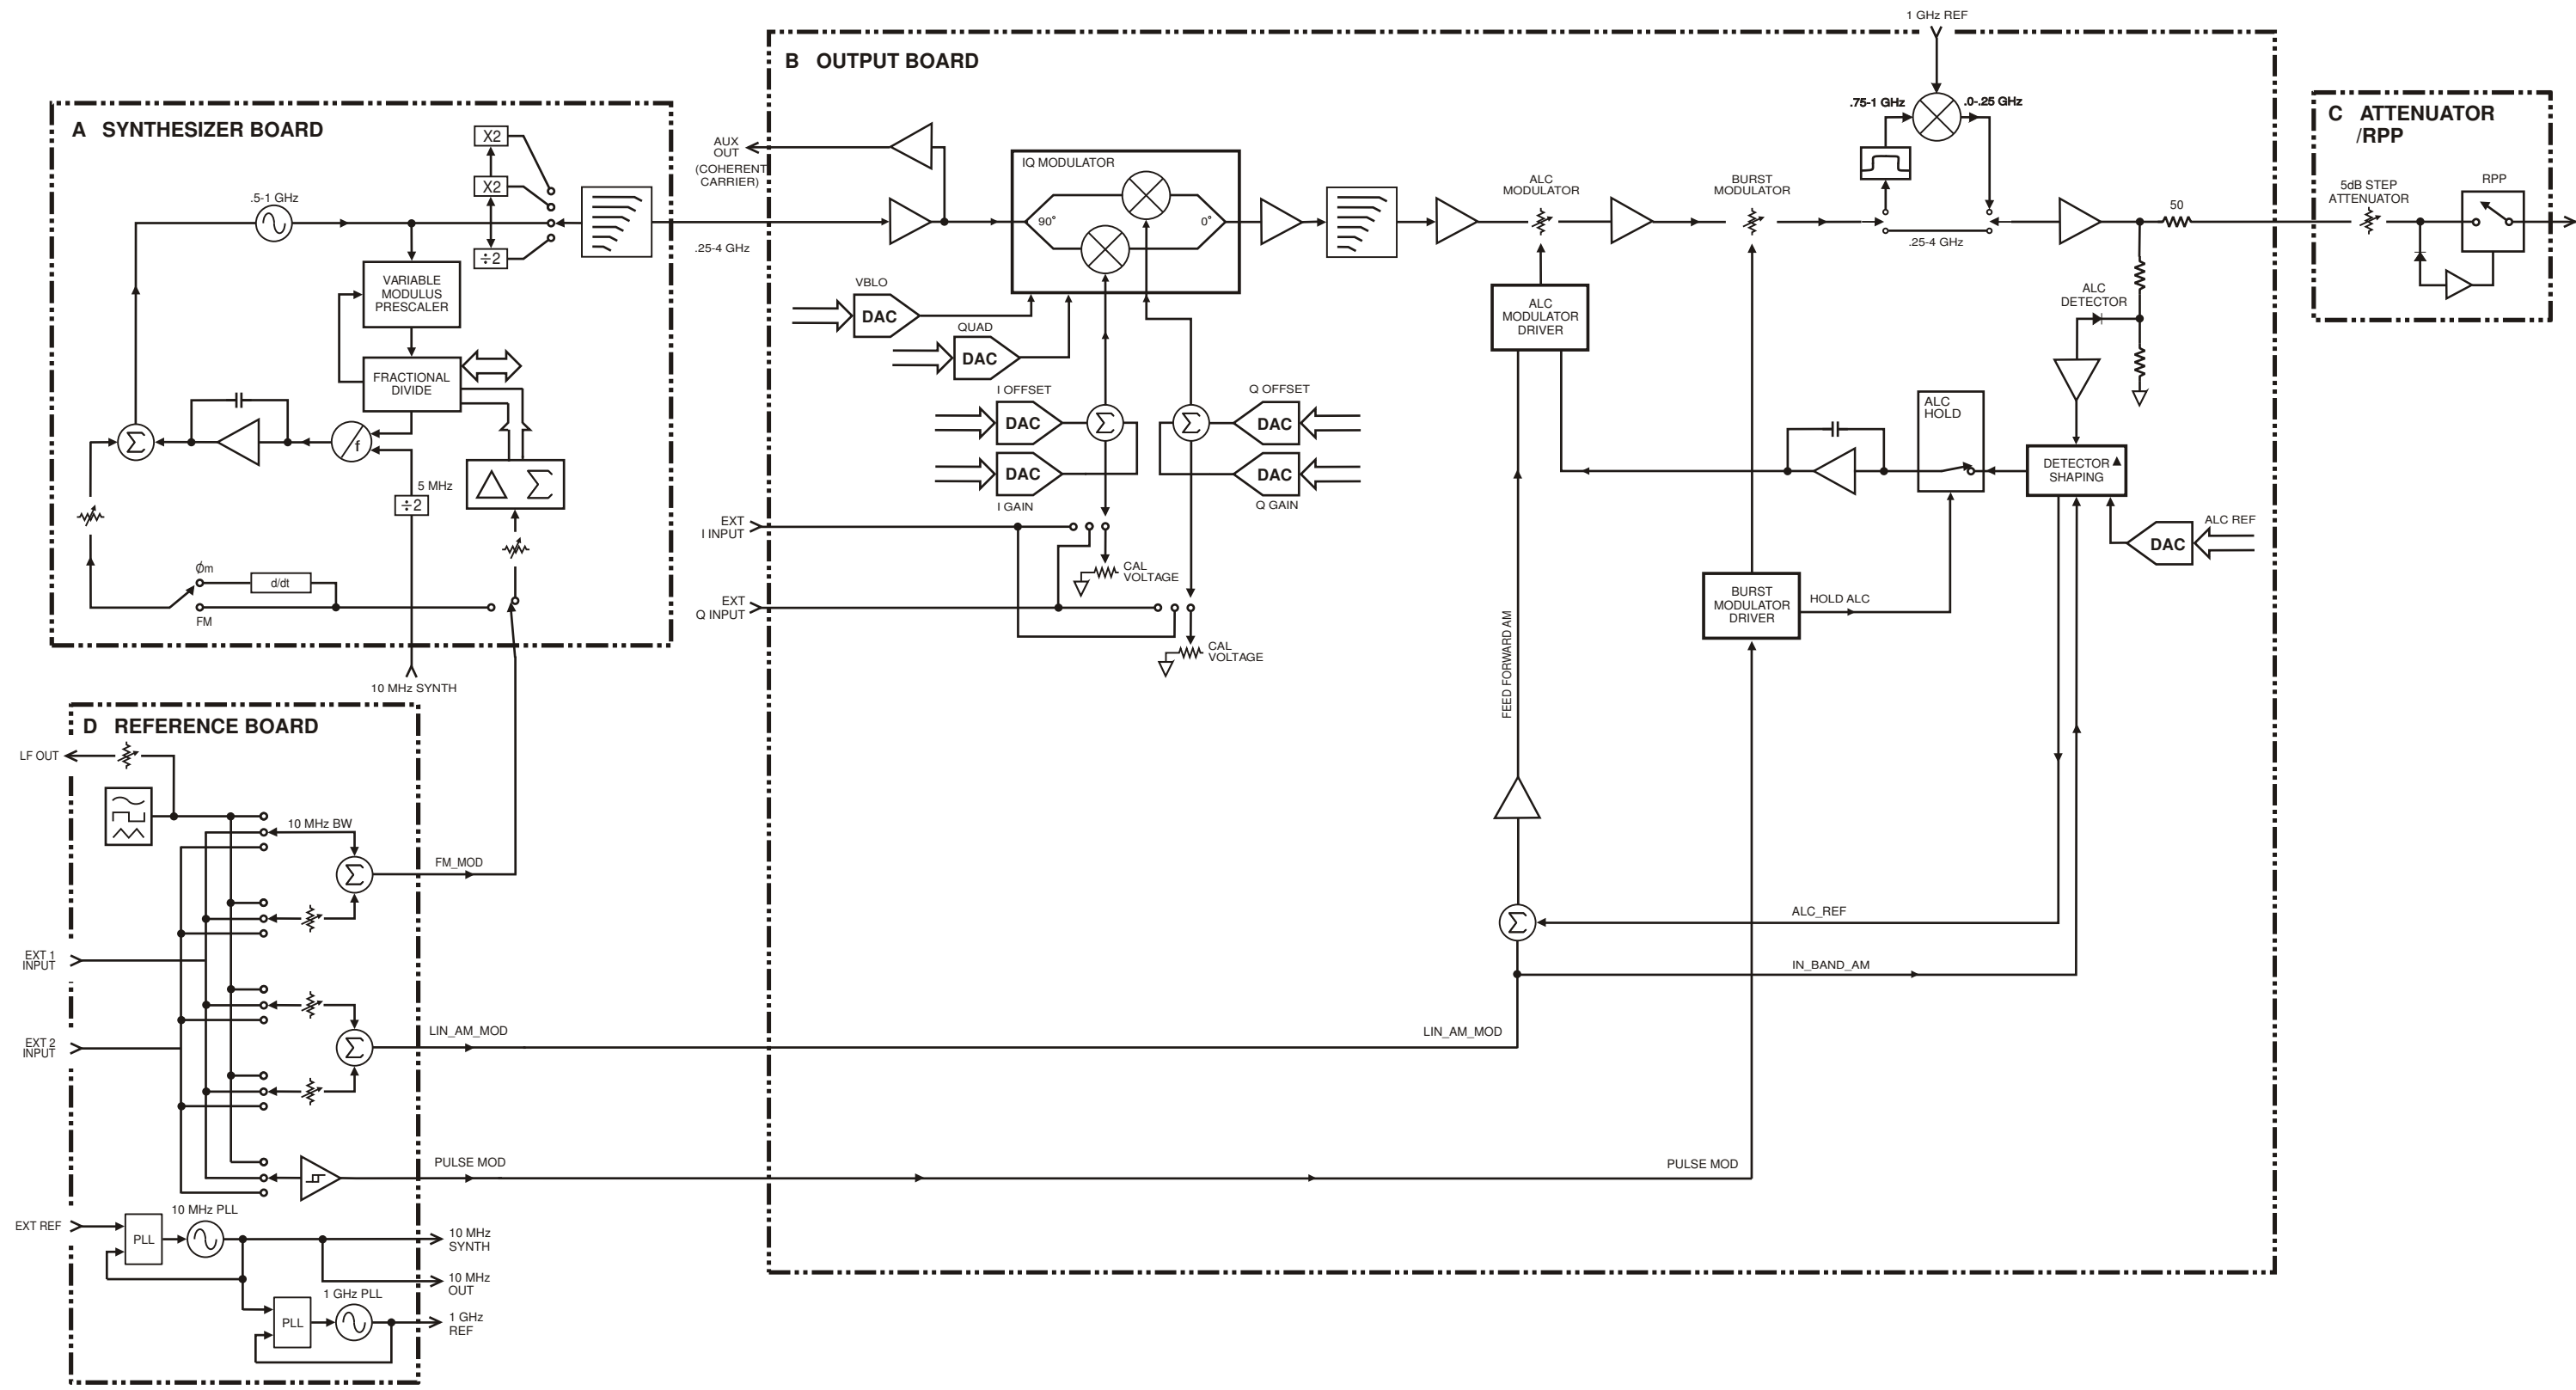 1 GHz REF
B OUTPUT BOARD
A SYNTHESIZER BOARD
C ATTENUATOR
/RPP
.75-1 GHz
.0-.25 GHz
X2
X2
÷2
.5-1 GHz
AUX
OUT
(COHERENT
CARRIER)
.25-4 GHz
IQ MODULATOR
90°
0°
ALC
MODULATOR
BURST
MODULATOR
.25-4 GHz
50
5dB STEP
ATTENUATOR
RPP
VARIABLE
MODULUS
PRESCALER
FRACTIONAL
DIVIDE
VBLO
DAC
QUAD
DAC
I OFFSET
DAC
DAC
I GAIN
Σ
Σ
Q OFFSET
DAC
DAC
Q GAIN
ALC
MODULATOR
DRIVER
ALC
DETECTOR
ALC
HOLD
DETECTOR
SHAPING
ALC REF
DAC
Σ
f
5 MHz
÷2
Δ Σ
ϕm
d/dt
FM
10 MHz SYNTH
EXT
I INPUT
CAL
VOLTAGE
EXT
Q INPUT
CAL
VOLTAGE
BURST
MODULATOR
DRIVER
HOLD ALC
FEED FORWARD AM
D REFERENCE BOARD
LF OUT
10 MHz BW
Σ
FM_MOD
EXT 1
INPUT
Σ
ALC_REF
IN_BAND_AM
EXT 2
INPUT
Σ
LIN_AM_MOD
LIN_AM_MOD
PULSE MOD
PULSE MOD
EXT REF
10 MHz PLL
PLL
10 MHz
SYNTH
10 MHz
OUT
1 GHz PLL
PLL
1 GHz
REF